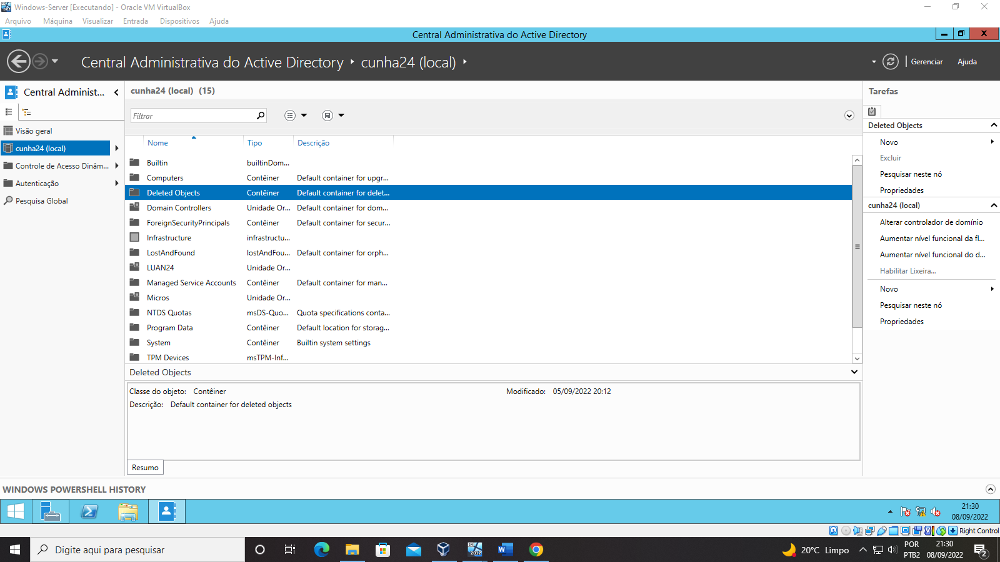 Windows-Server [Executando] - Oracle VM VirtualBox
Arquivo Máquina Visualizar Entrada Dispositivos Ajuda
Central Administrativa do Active Directory
Central Administrativa do Active Directory cunha24 (local)
Gerenciar Ajuda
Central Administ...
Visão geral
cunha24 (local)
Controle de Acesso Dinâm...
Autenticação
Pesquisa Global
cunha24 (local) (15)
Filtrar
Nome Tipo Descrição
Builtin builtinDom...
Computers Contêiner Default container for upgr...
Deleted Objects Contêiner Default container for delet...
Domain Controllers Unidade Or... Default container for dom...
ForeignSecurityPrincipals Contêiner Default container for secur...
Infrastructure infrastructu...
LostAndFound lostAndFou... Default container for orph...
LUAN24 Unidade Or...
Managed Service Accounts Contêiner Default container for man...
Micros Unidade Or...
NTDS Quotas msDS-Quo... Quota specifications conta...
Program Data Contêiner Default location for storag...
System Contêiner Builtin system settings
TPM Devices msTPM-Inf...
Deleted Objects
Classe do objeto: Contêiner Modificado: 05/09/2022 20:12
Descrição: Default container for deleted objects
Resumo
Tarefas
Deleted Objects
Novo
Excluir
Pesquisar neste nó
Propriedades
cunha24 (local)
Alterar controlador de domínio
Aumentar nível funcional da fl...
Aumentar nível funcional do d...
Habilitar Lixeira...
Novo
Pesquisar neste nó
Propriedades
WINDOWS POWERSHELL HISTORY
21:30
08/09/2022
Right Control
Digite aqui para pesquisar
2012
20°C Limpo
POR
PTB2
21:30
08/09/2022
2